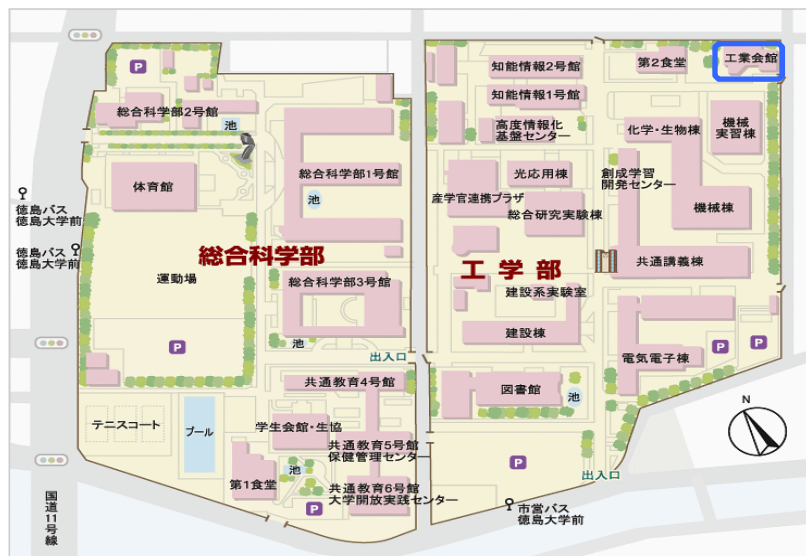 P
総合科学部2号館
池
体育館
総合科学部1号館
池
徳島バス
徳島大学前
徳島バス
徳島大学前
総合科学部
運動場
総合科学部3号館
池
P
出入口
共通教育4号館
テニスコート
プール
学生会館・生協
共通教育5号館
保健管理センター
第1食堂
池
共通教育6号館
大学開放実践センター
P
国道11号線
知能情報2号館
知能情報1号館
高度情報化
基盤センター
第2食堂
工業会館
化学・生物棟
機械
実習棟
光応用棟
創成学習
開発センター
産学官連携プラザ
総合研究実験棟
機械棟
工学部
共通講義棟
建設系実験室
建設棟
P
P
電気電子棟
図書館
池
N
P
出入口
市営バス
徳島大学前